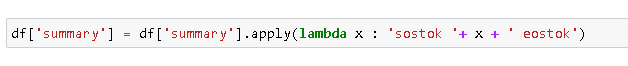 df['summary'] = df['summary'].apply(lambda x : 'sostok '+ x + ' eostok')